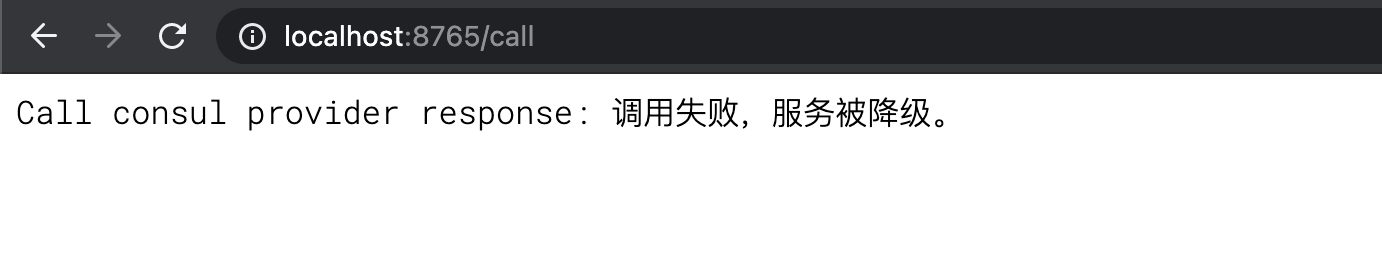 localhost:8765/call
Call consul provider response: 调用失败，服务被降级。